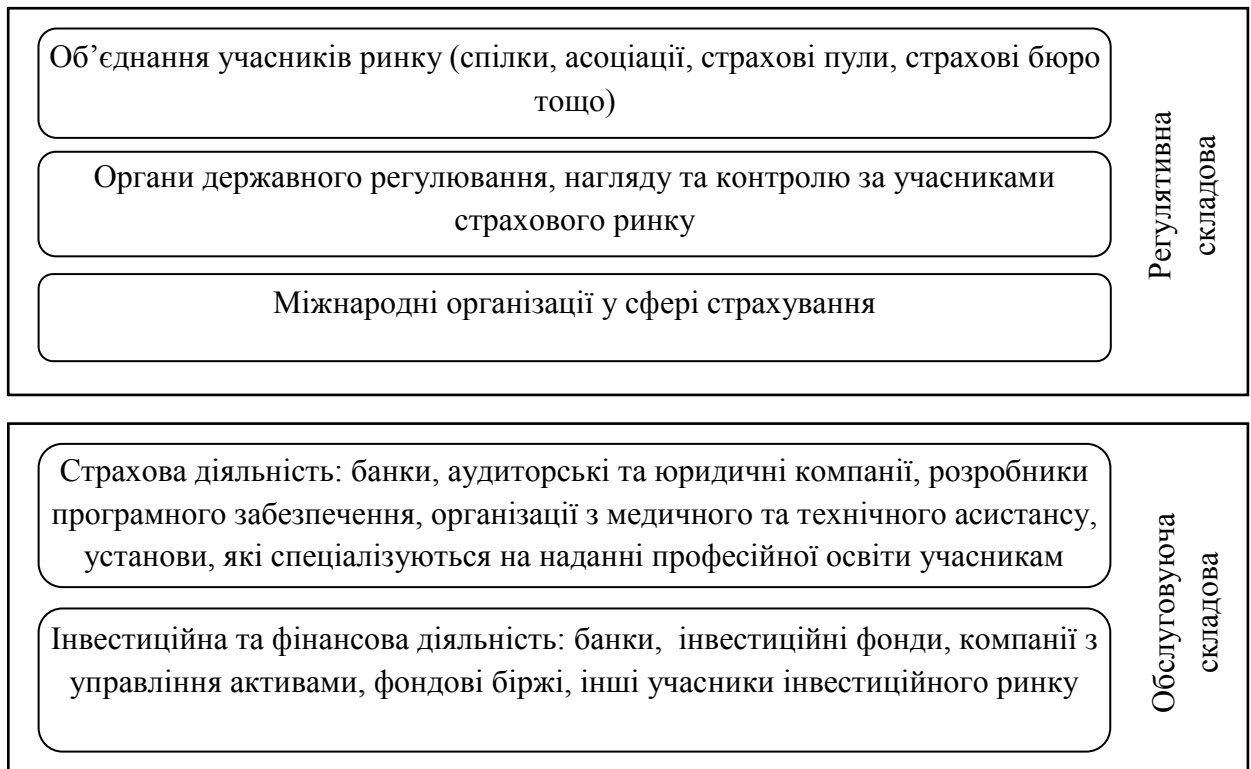 Об’єднання учасників ринку (спілки, асоціації, страхові пули, страхові бюро
тощо)
Органи державного регулювання, нагляду та контролю за учасниками
страхового ринку
Міжнародні організації у сфері страхування
Регулятивна
складова
Страхова діяльність: банки, аудиторські та юридичні компанії, розробники
програмного забезпечення, організації з медичного та технічного асистансу,
установи, які спеціалізуються на наданні професійної освіти учасникам
Інвестиційна та фінансова діяльність: банки, інвестиційні фонди, компанії з
управління активами, фондові біржі, інші учасники інвестиційного ринку
Обслуговуюча
складова